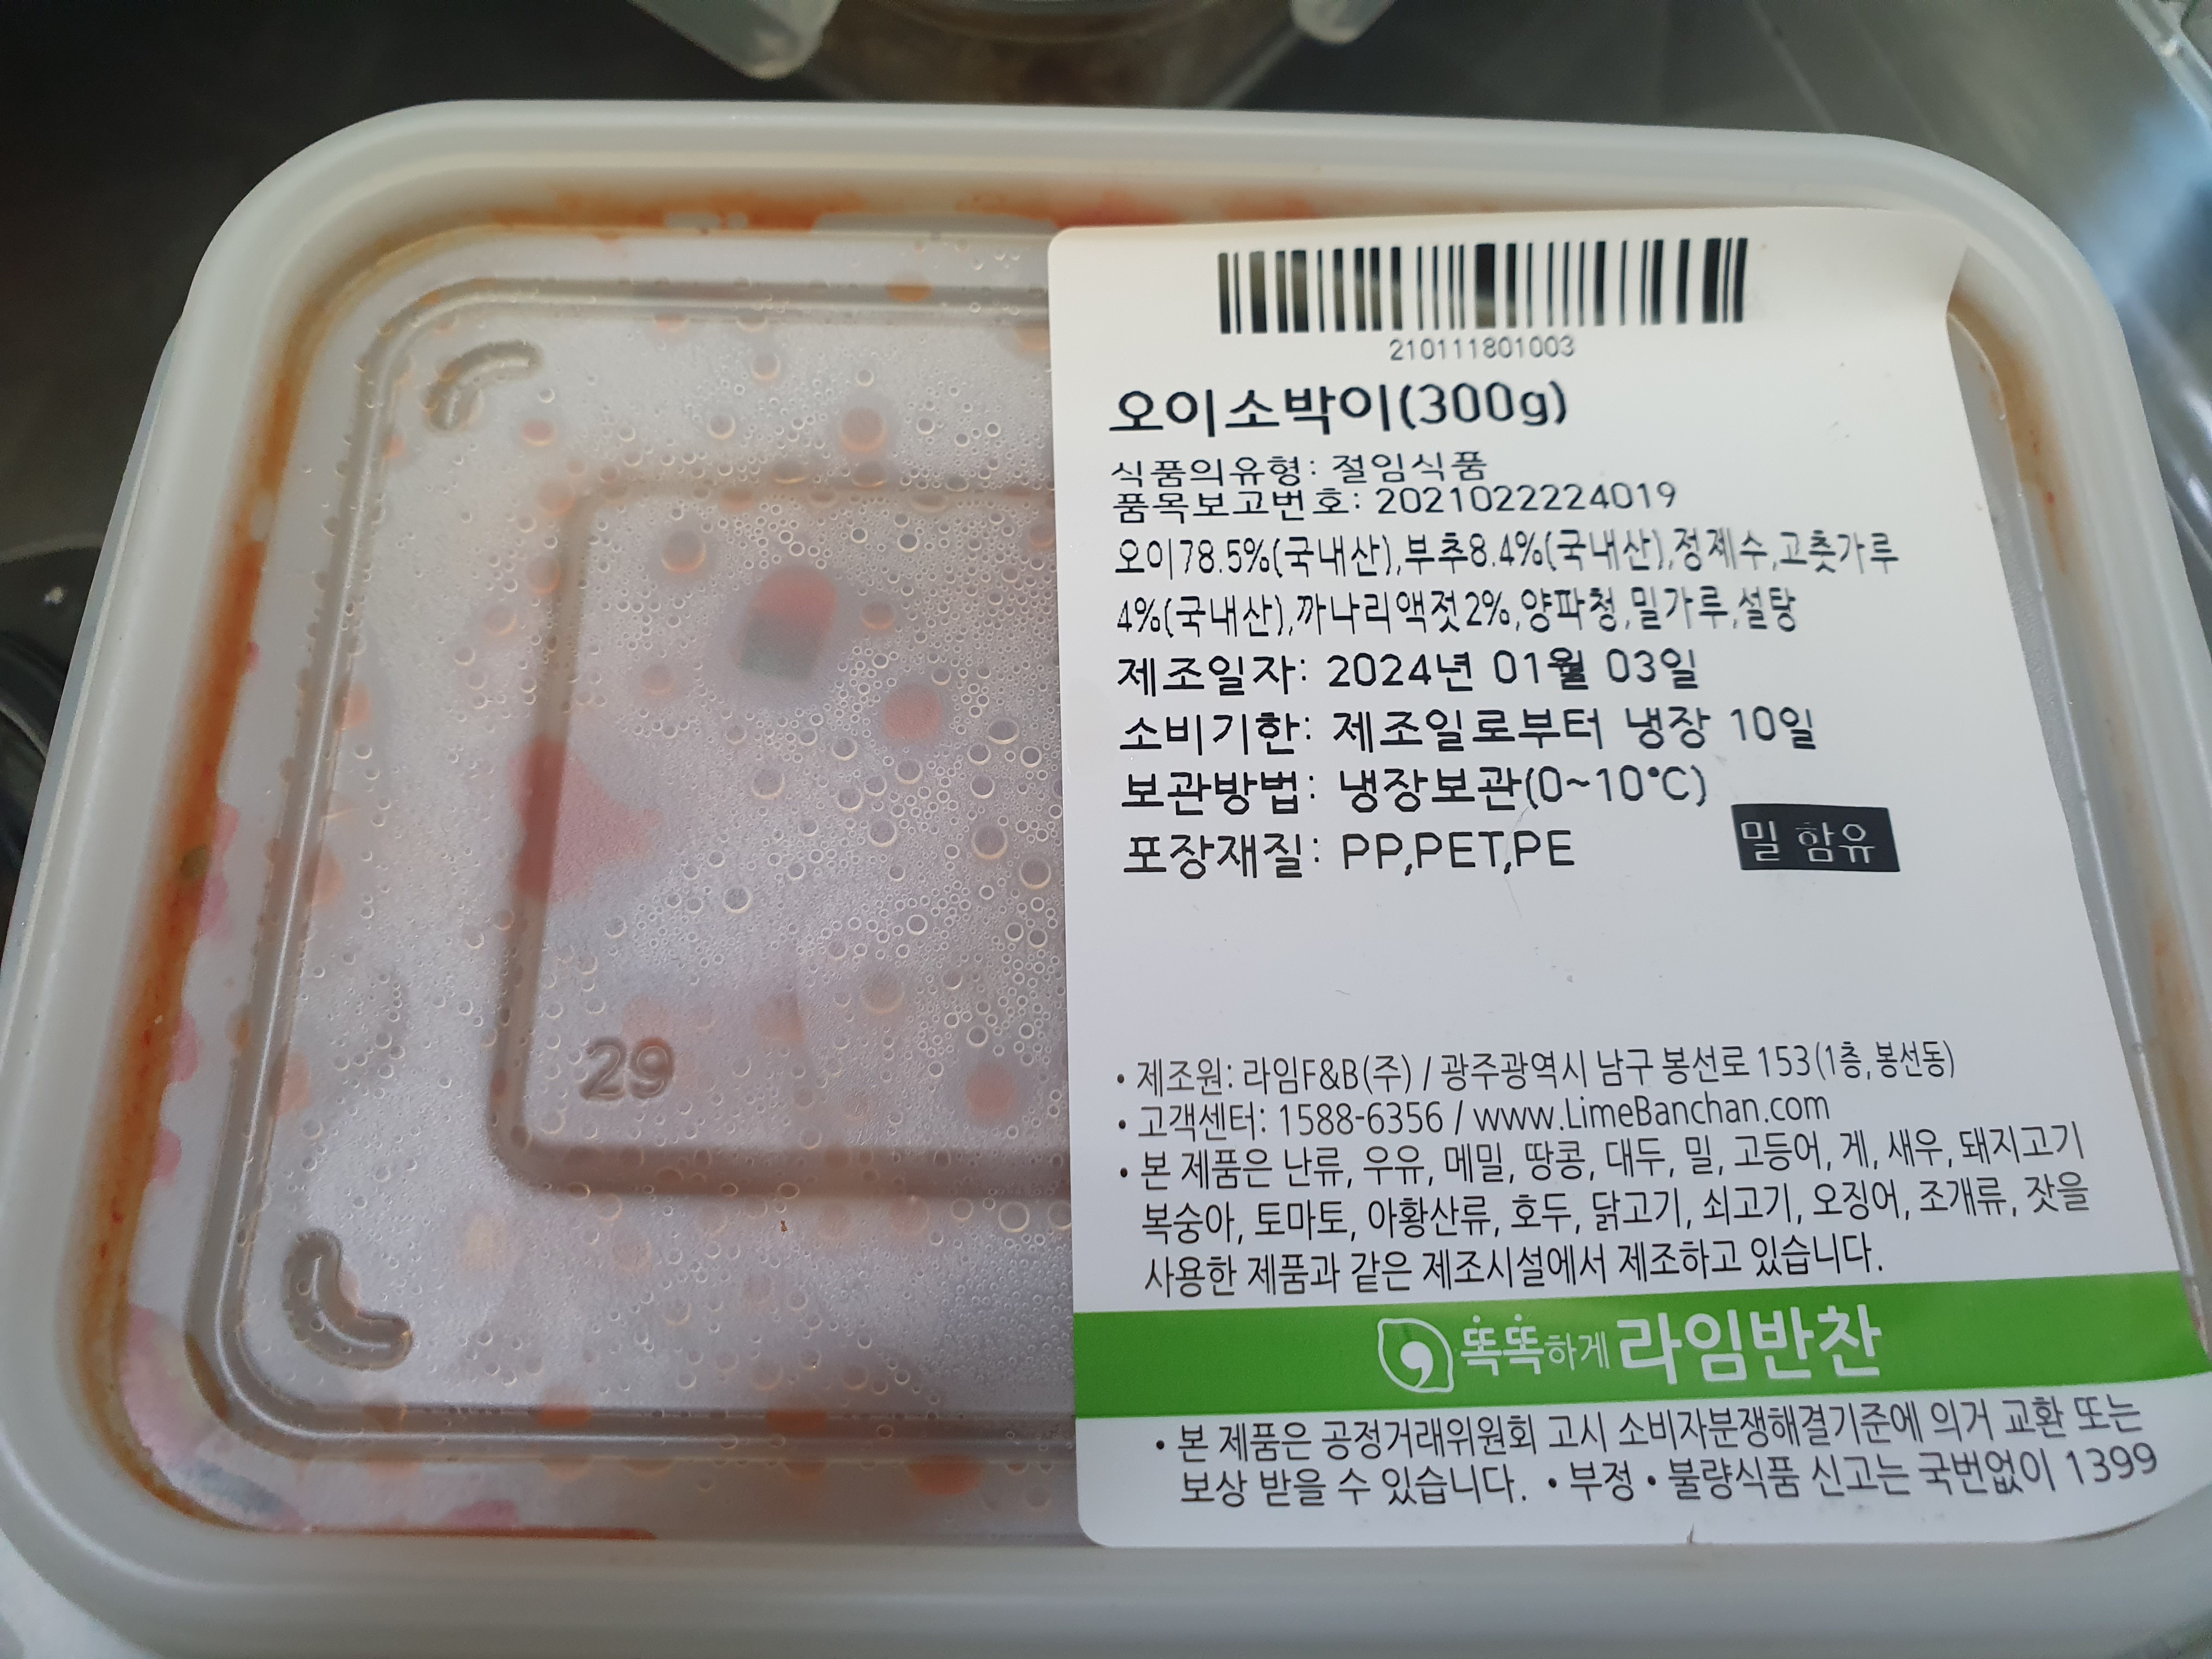 210111801003
오이소박이(300g)
식품의유형: 절임식품
품목보고번호: 2021022224019
오이78.5%(국내산),부추8.4%(국내산),정제수,고춧가루
4%(국내산),까나리액젓2%,양파청,밀가루,설탕
제조일자: 2024년 01월 03일
소비기한: 제조일로부터 냉장 10일
보관방법: 냉장보관(0~10°C)
포장재질: PP,PET,PE
밀 함유
29
• 제조원: 라임F&B(주) / 광주광역시 남구 봉선로 153(1층, 봉선동)
• 고객센터: 1588-6356 / www.LimeBanchan.com
• 본 제품은 난류, 우유, 메밀, 땅콩, 대두, 밀, 고등어, 게, 새우, 돼지고기
복숭아, 토마토, 아황산류, 호두, 닭고기, 쇠고기, 오징어, 조개류, 잣을
사용한 제품과 같은 제조시설에서 제조하고 있습니다.
똑똑하게 라임반찬
• 본 제품은 공정거래위원회 고시 소비자분쟁해결기준에 의거 교환 또는
보상 받을 수 있습니다. • 부정 • 불량식품 신고는 국번없이 1399